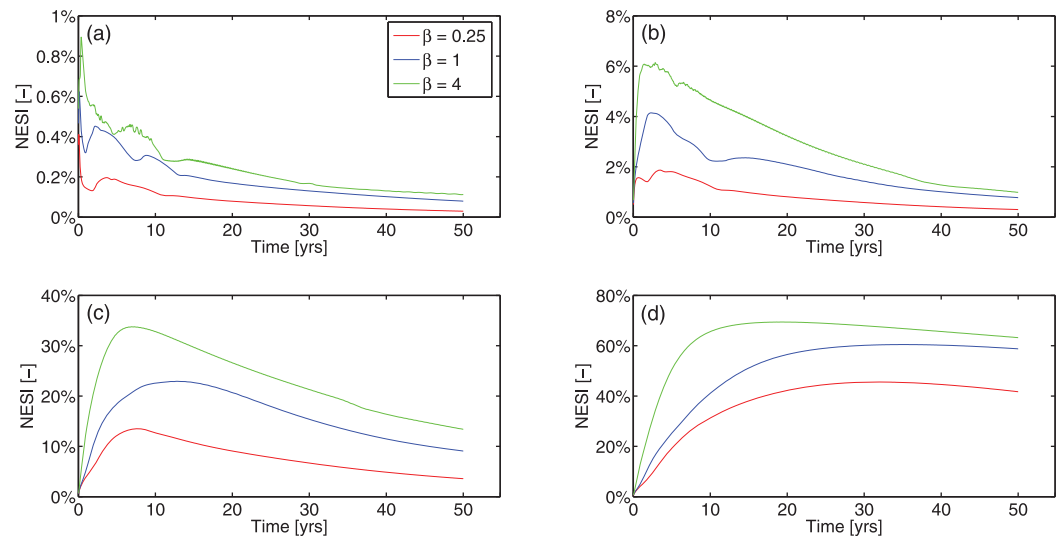 (a)
1%
0.8%
0.6%
0.4%
0.2%
0%
NESI [–]
β = 0.25
β = 1
β = 4
0 10 20 30 40 50
Time [yrs]
(b)
8%
6%
4%
2%
0%
NESI [–]
0 10 20 30 40 50
Time [yrs]
(c)
40%
30%
20%
10%
0%
NESI [–]
0 10 20 30 40 50
Time [yrs]
(d)
80%
60%
40%
20%
0%
NESI [–]
0 10 20 30 40 50
Time [yrs]